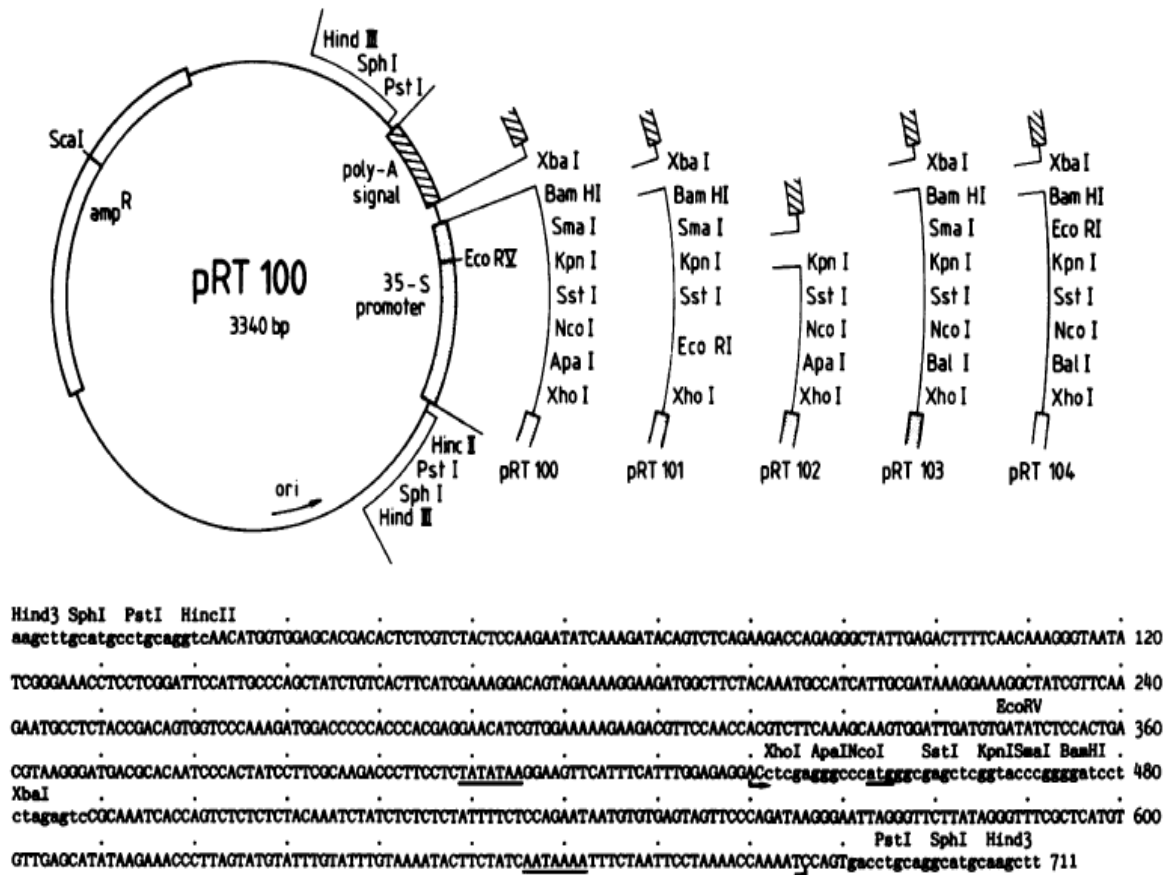 Hind III
Sph I
Pst I
Sca I
amp R
poly-A
signal
Eco RV
35-S
promoter
pRT 100
3340 bp
Hinc II
Pst I
Sph I
Hind III
ori
Xba I
Bam HI
Sma I
Kpn I
Sst I
Nco I
Apa I
Xho I
pRT 100
Xba I
Bam HI
Sma I
Kpn I
Sst I
Eco RI
Xho I
pRT 101
Kpn I
Sst I
Nco I
Apa I
Xho I
pRT 102
Xba I
Bam HI
Sma I
Kpn I
Sst I
Nco I
Bal I
Xho I
pRT 103
Xba I
Bam HI
Eco RI
Kpn I
Sst I
Nco I
Bal I
Xho I
pRT 104
Hind3 SphI PstI HincII
aagcttgcatgcctgcaggtcAACATGGTGGAGCACGACACTCTCGTCTACTCCAAGAATATCAAAGATACAGTCTCAGAAGACCAGAGGGCTATTGAGACTTTTCAACAAAGGGTAATA 120
TCGGGAAACCTCCTCGGATTCCATTGCCCAGCTATCTGTCACTTCATCGAAAGGACAGTAGAAAAGGAAGATGGCTTCTACAAATGCCATCATTGCGATAAAGGAAAGGCTATCGTTCAA 240
GAATGCCTCTACCGACAGTGGTCCCAAAGATGGACCCCCACCCACGAGGAACATCGTGGAAAAAGAAGACGTTCCAACCACGTCTTCAAAGCAAGTGGATTGATGTGATATCTCCACTGA 360
EcoRV
CGTAAGGGATGACGCACAATCCCACTATCCTTCGCAAGACCCTTCCTCTATATAAGGAAGTTCATTTCATTTGGAGAGGACctcgagggccccatgggcgagctcggtacccggggatcct 480
XhoI ApaINcoI SstI KpnISmaI BamHI
XbaI
ctagagtccGCAAATCACCAGTCTCTCTCTACAAATCTATCTCTCTCTATTTTCTCCAGAATAATGTGTGAGTAGTTCCCAGATAAGGGAATTAGGGTTCTTATAGGGTTTCGCTCATGT 600
PstI SphI Hind3
GTTGAGCATATAAGAAACCCTTAGTATGTATTTGTATTTGTAAAATACTTCTATCAATAAAATTTCTAATTCCTAAAACCAAAATCCAGTgacctgcaggcatgcaagctt 711